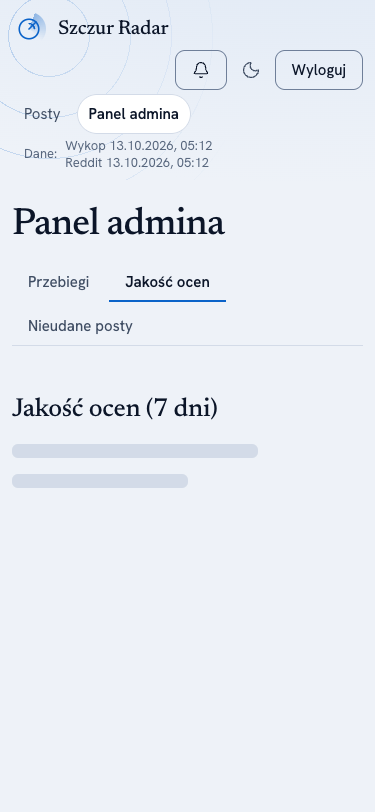 Szczur Radar
Wyloguj
Posty
Panel admina
Dane:
Wykop 13.10.2026, 05:12
Reddit 13.10.2026, 05:12
Panel admina
Przebiegi
Jakość ocen
Nieudane posty
Jakość ocen (7 dni)